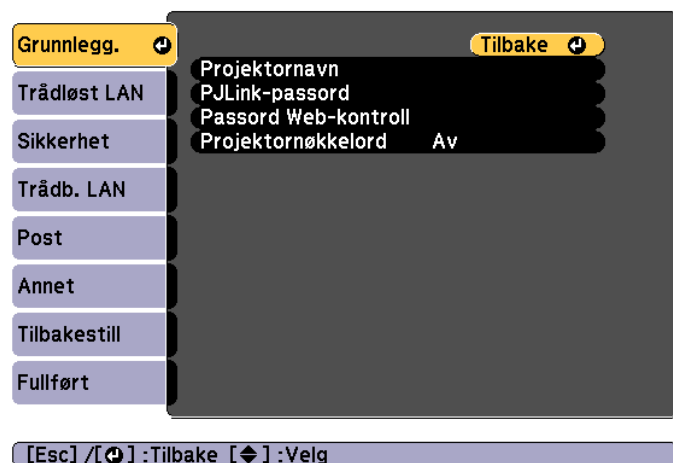 Grunnlegg.
Tilbake
Projektornavn
Trådløst LAN
PJLink-passord
Passord Web-kontroll
Sikkerhet
Projektornøkkelord Av
Trådb. LAN
Post
Annet
Tilbakestill
Fullført
[Esc] /[⏎] :Tilbake [◆] :Velg